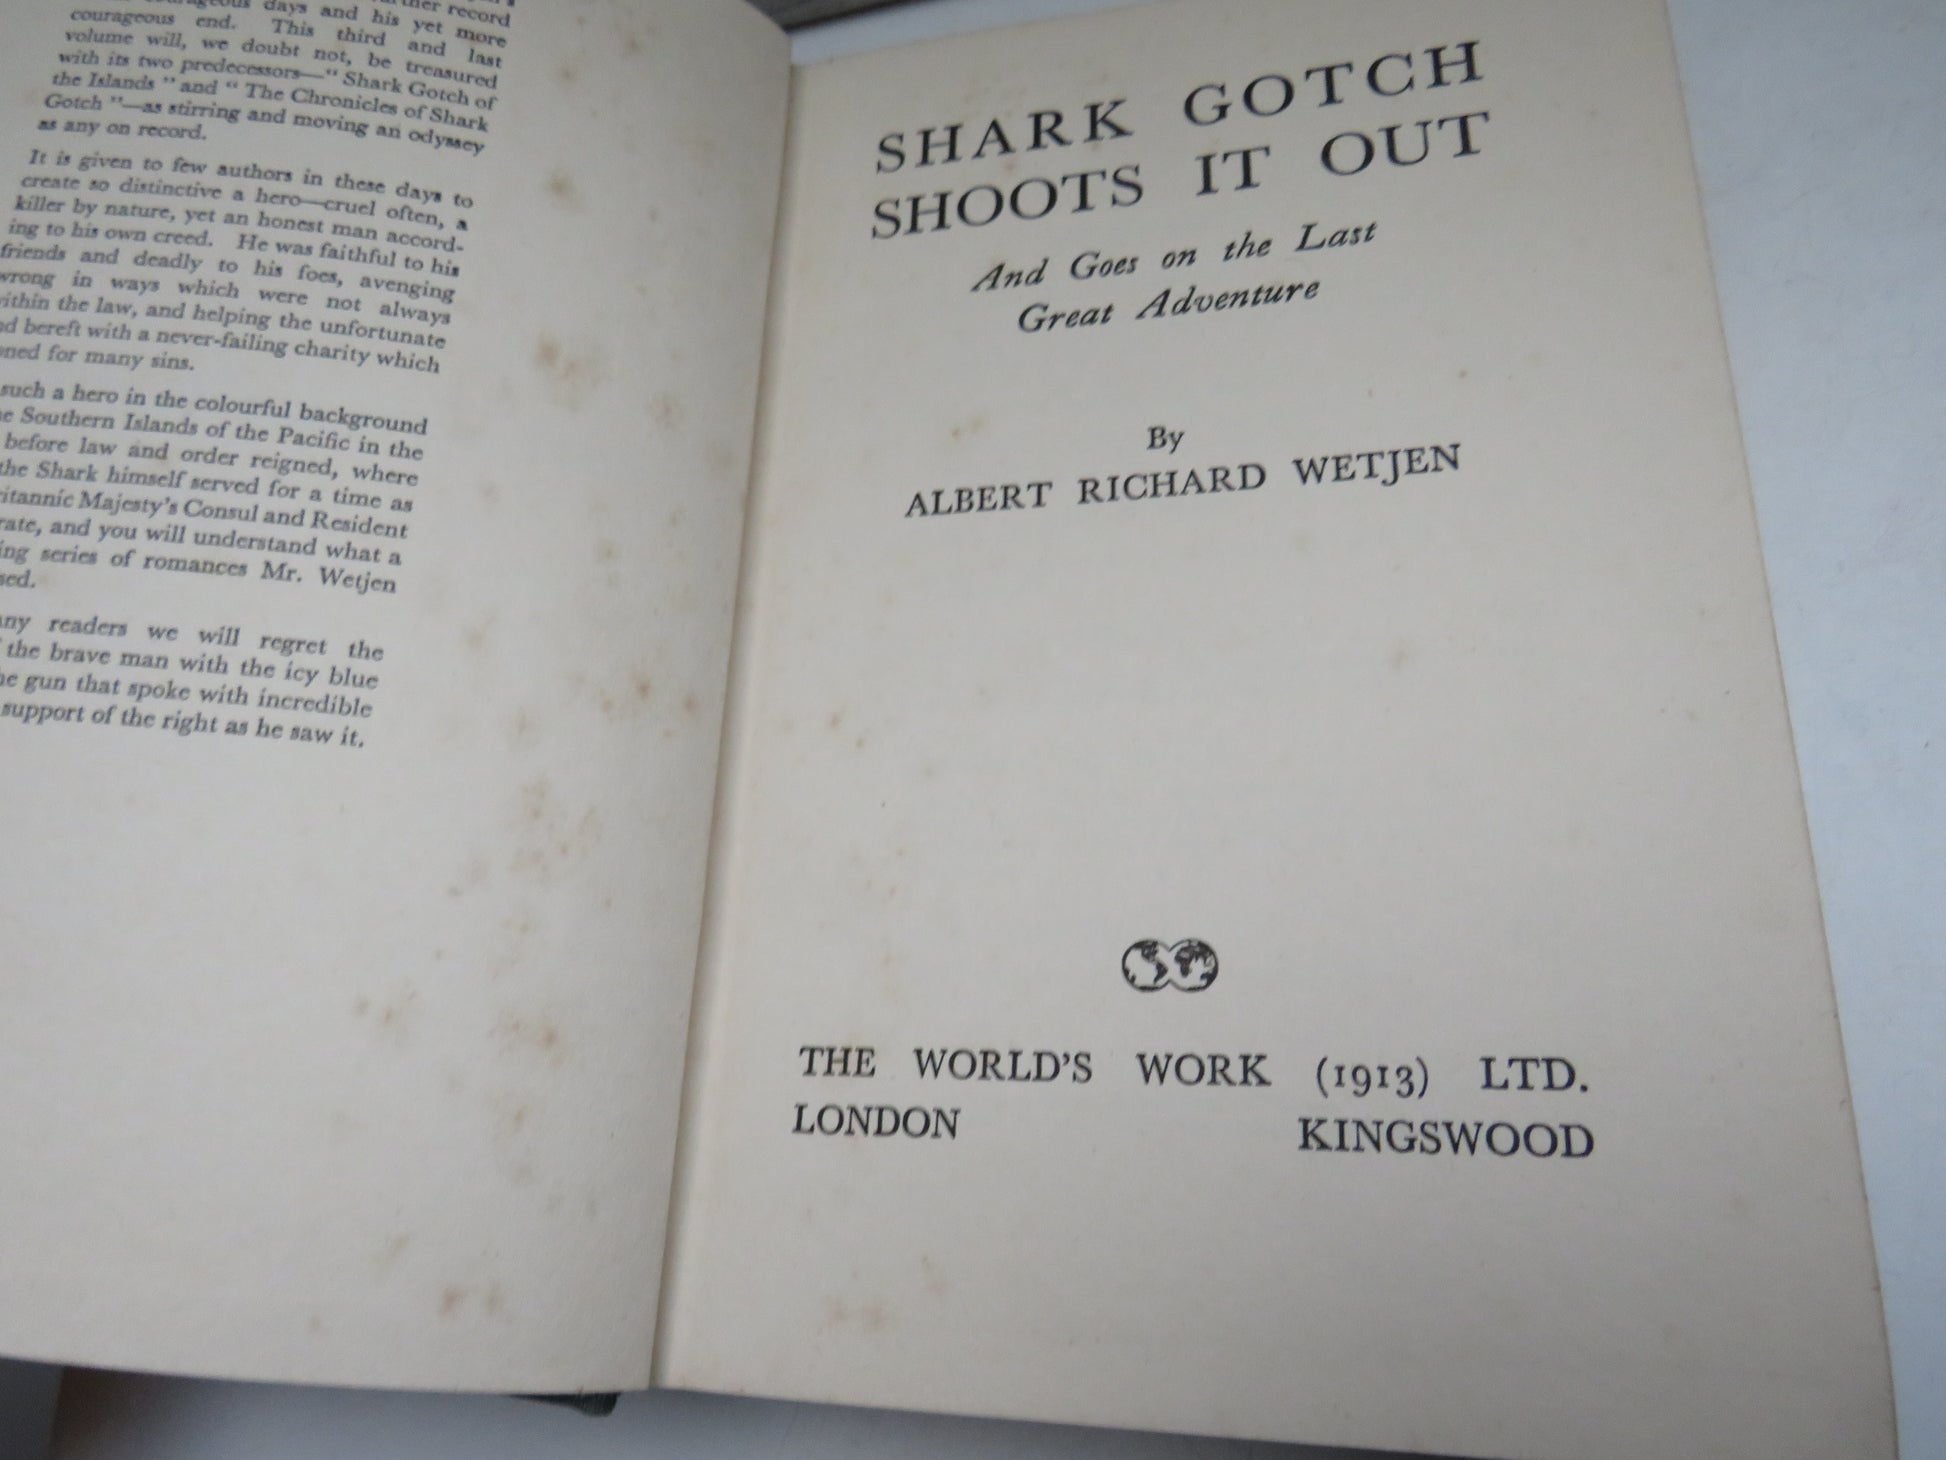 days and his yet more
courageous end. This third and last
volume will, we doubt not, be treasured
with its two predecessors—" Shark Gotch of
the Islands " and " The Chronicles of Shark
Gotch "—as stirring and moving an odyssey
as any on record.
It is given to few authors in these days to
create so distinctive a hero—cruel often, a
killer by nature, yet an honest man accord-
ing to his own creed. He was faithful to his
friends and deadly to his foes, avenging
wrong in ways which were not always
within the law, and helping the unfortunate
bereft with a never-failing charity which
for many sins.
such a hero in the colourful background
Southern Islands of the Pacific in the
before law and order reigned, where
the Shark himself served for a time as
Majesty's Consul and Resident
and you will understand what a
series of romances Mr. Wetjen
readers we will regret the
the brave man with the icy blue
gun that spoke with incredible
support of the right as he saw it.
SHARK GOTCH
SHOOTS IT OUT
And Goes on the Last
Great Adventure
By
ALBERT RICHARD WETJEN
THE WORLD'S WORK (1913) LTD.
LONDON KINGSWOOD